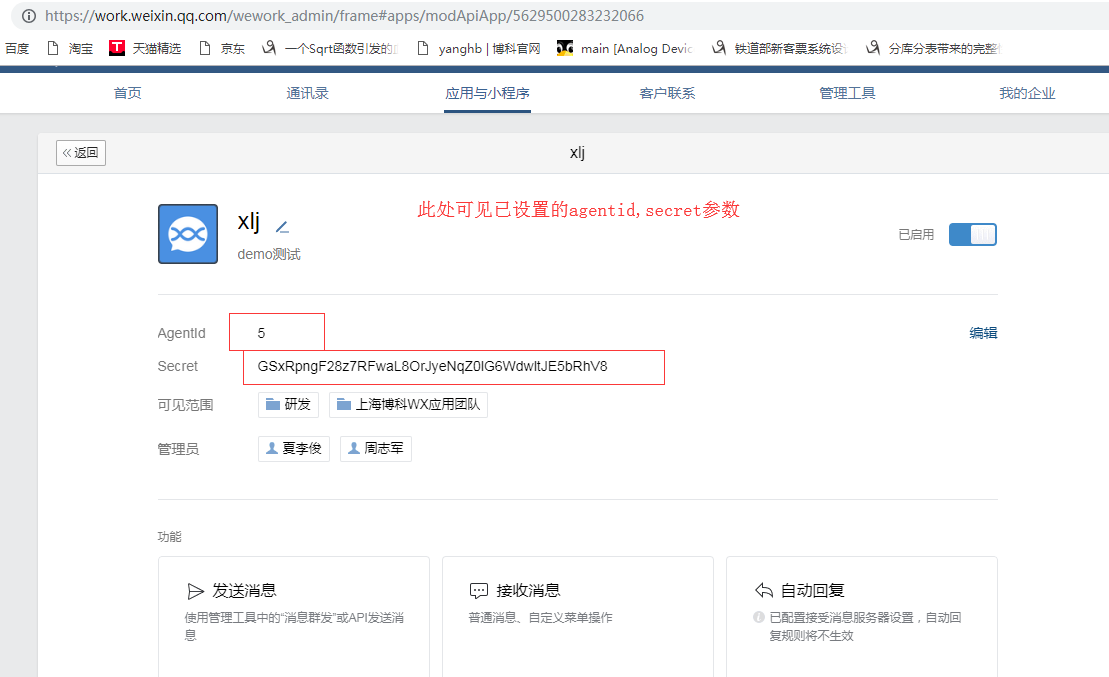 https://work.weixin.qq.com/wework_admin/frame#apps/modApiApp/5629500283232066
百度 淘宝 T 天猫精选 京东 一个Sqrt函数引发的 yanghb | 博科官网 main [Analog Devic 铁道部新客票系统设 分库分表带来的完整
首页 通讯录 应用与小程序 客户联系 管理工具 我的企业
返回 xlj
xlj
此处可见已设置的agentid,secret参数
demo测试
已启用
AgentId 5 编辑
Secret GSxRpngF28z7RFwaL8OrJyeNqZ0IG6WdwItJE5bRhV8
可见范围 研发 上海博科WX应用团队
管理员 夏李俊 周志军
功能
发送消息 接收消息 自动回复
使用管理工具中的“消息群发”或API发送消息
普通消息、自定义菜单操作
已配置接受消息服务器设置，自动回
复规则将不生效